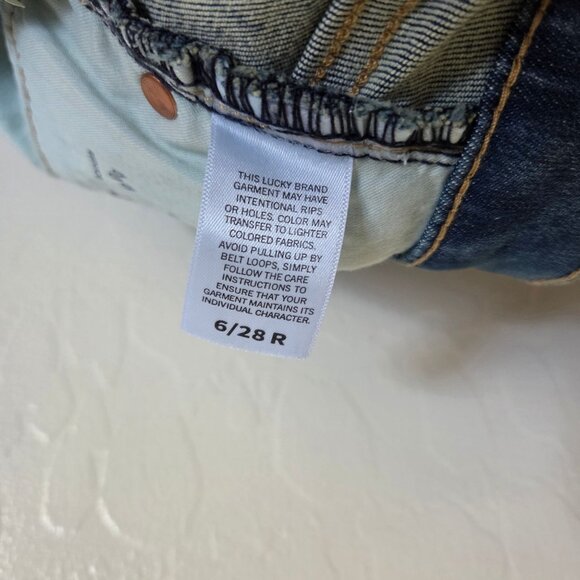 THIS LUCKY BRAND
GARMENT MAY HAVE
INTENTIONAL RIPS
OR HOLES. COLOR MAY
TRANSFER TO LIGHTER
COLORED FABRICS.
AVOID PULLING UP BY
BELT LOOPS, SIMPLY
FOLLOW THE CARE
INSTRUCTIONS TO
ENSURE THAT YOUR
GARMENT MAINTAINS ITS
INDIVIDUAL CHARACTER.
6/28 R